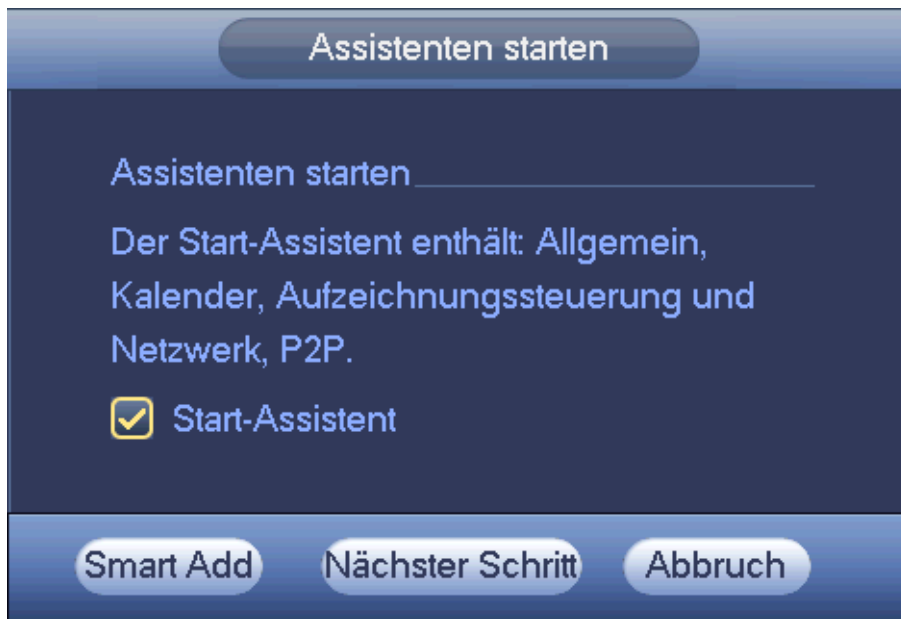 Assistenten starten
Assistenten starten
Der Start-Assistent enthält: Allgemein,
Kalender, Aufzeichnungssteuerung und
Netzwerk, P2P.
Start-Assistent
Smart Add Nächster Schritt Abbruch